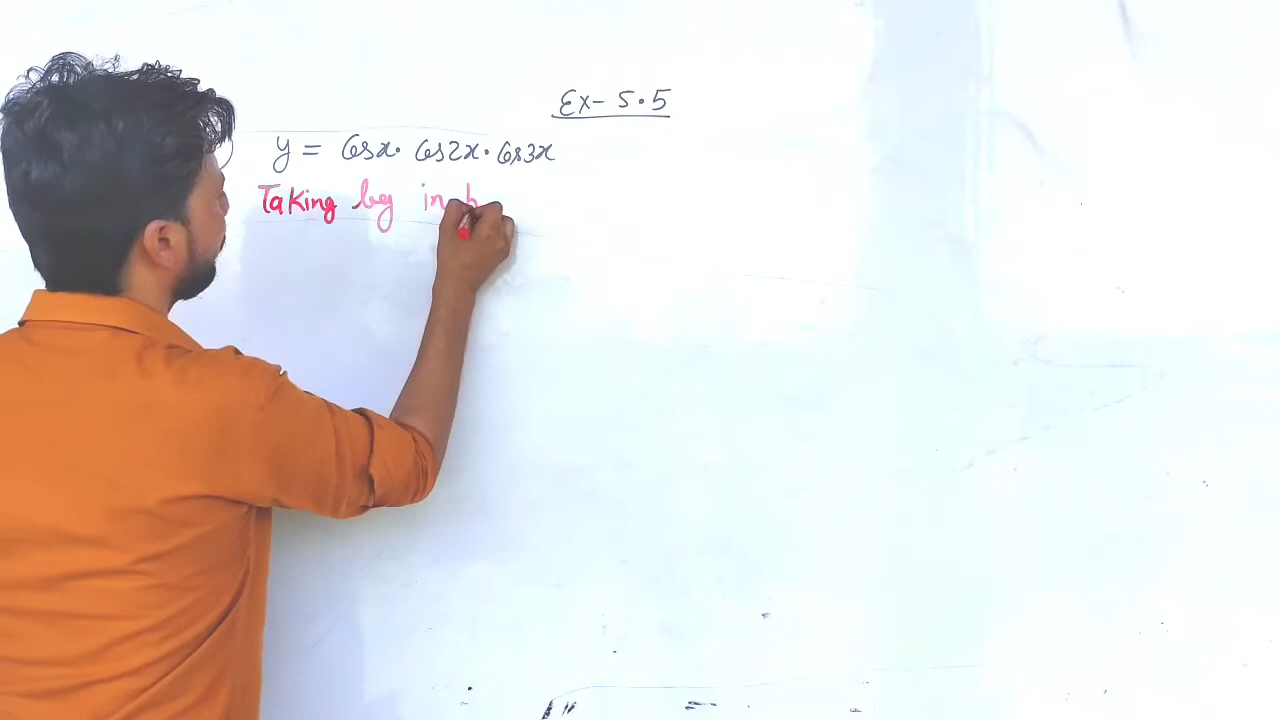 Ex- 5.5
y = Cosx. Cos2x. Cos3x
Taking log in b